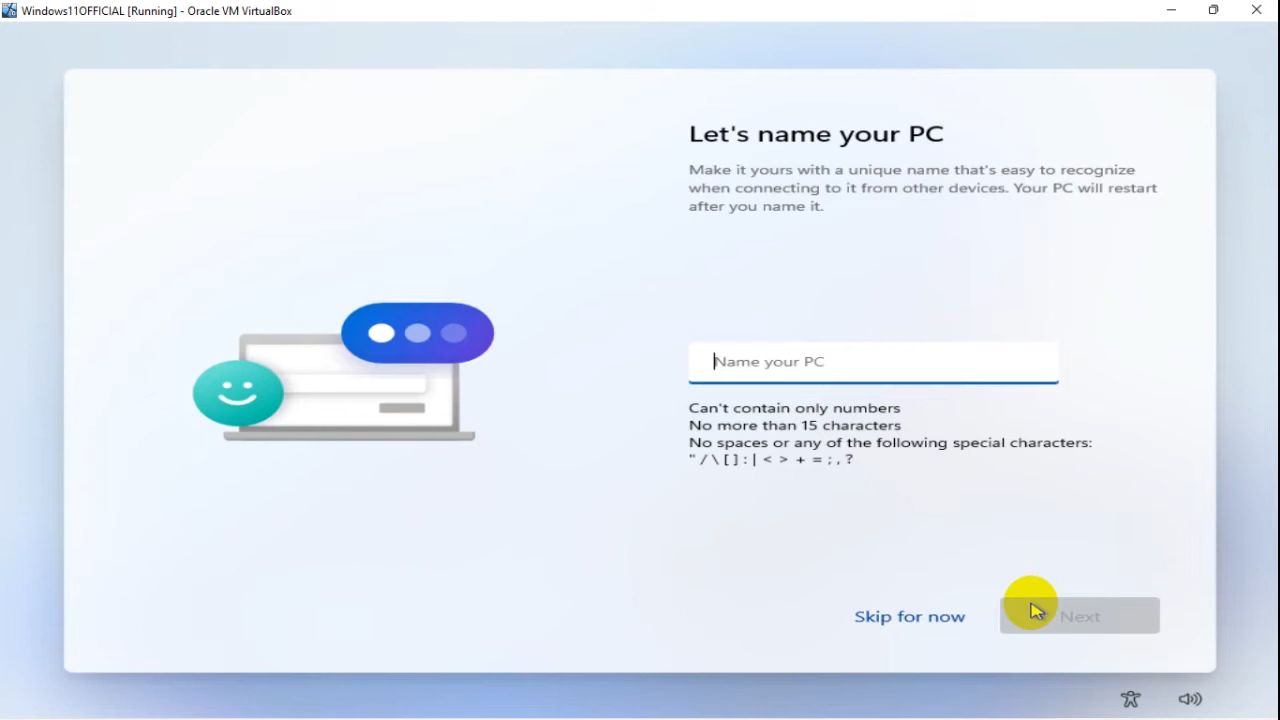 Windows11OFFICIAL [Running] - Oracle VM VirtualBox
Let's name your PC
Make it yours with a unique name that's easy to recognize
when connecting to it from other devices. Your PC will restart
after you name it.
Name your PC
Can't contain only numbers
No more than 15 characters
No spaces or any of the following special characters:
" / \ [ ] : | < > + = ; , ?
Skip for now
Next